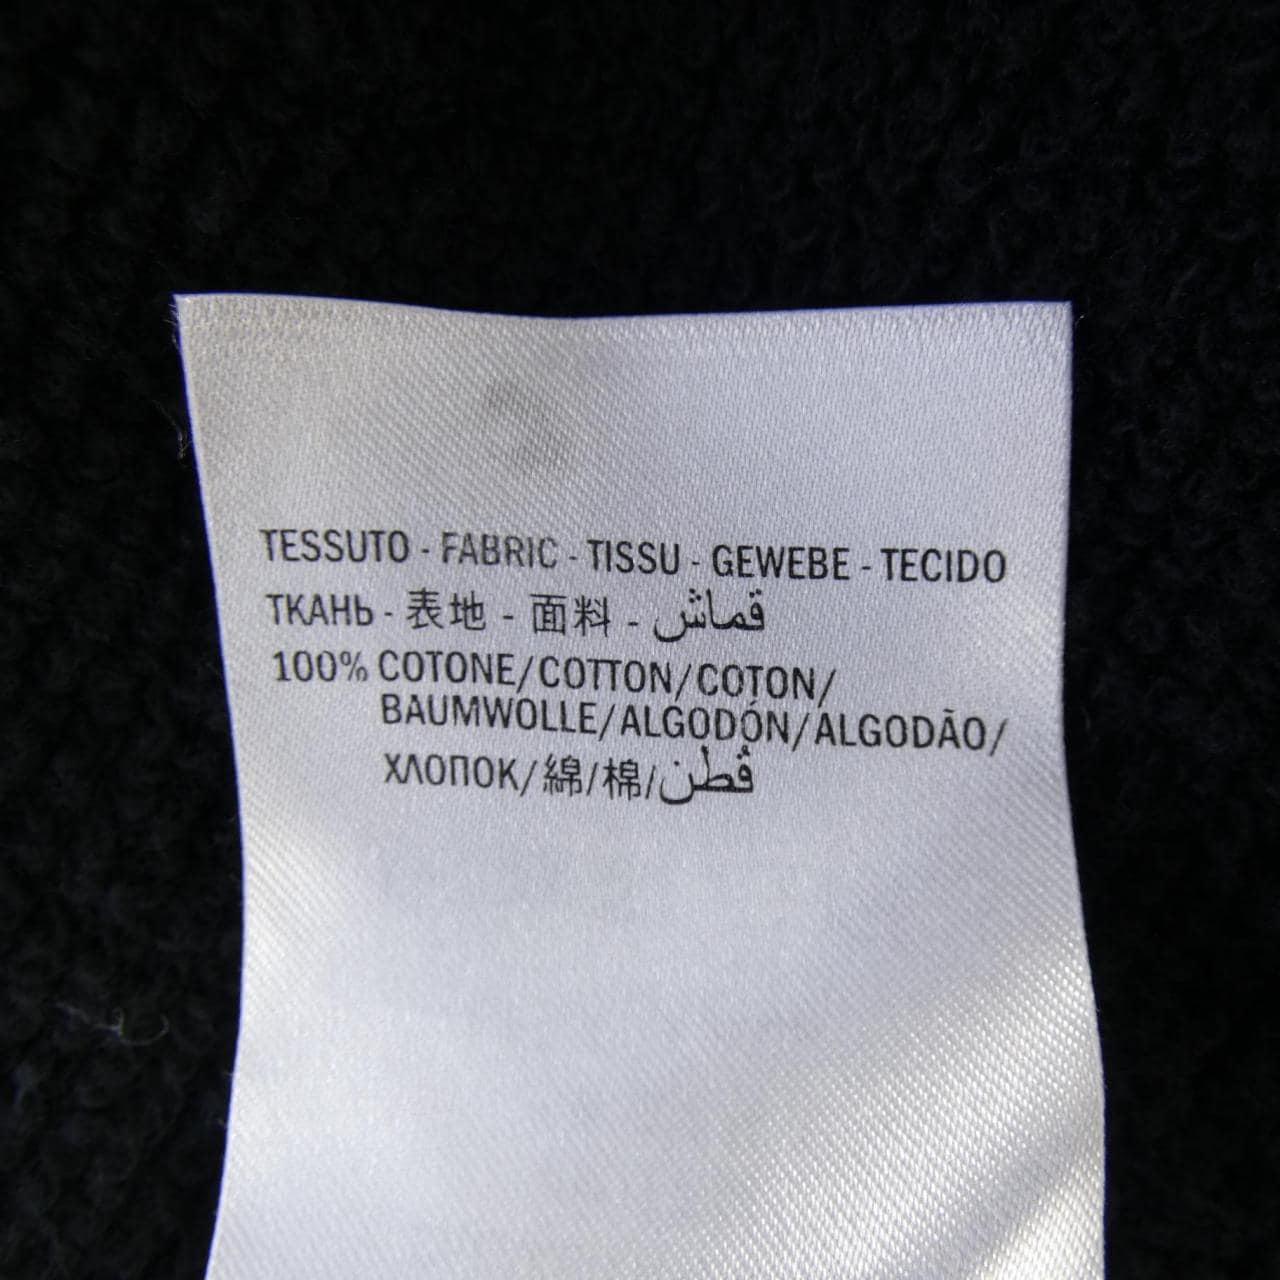 TESSUTO - FABRIC - TISSU - GEWEBE - TECIDO
ТКАНЬ - 表地 - 面料 - قماش
100% COTONE/COTTON/COTON/
BAUMWOLLE/ALGODÓN/ALGODÃO/
ХЛОПОК/綿/棉/قُطن